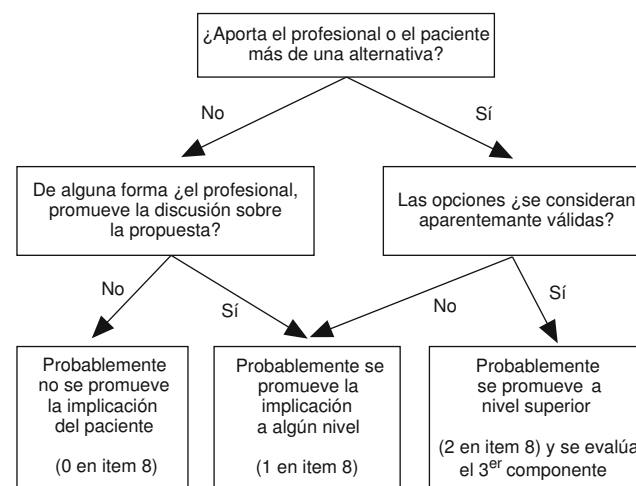 ¿Aporta el profesional o el paciente
más de una alternativa?
No
Sí
De alguna forma ¿el profesional,
promueve la discusión sobre
la propuesta?
Las opciones ¿se consideran
aparentemante válidas?
No
Sí
No
Sí
Probablemente
no se promueve
la implicación
del paciente
(0 en item 8)
Probablemente se
promueve la
implicación
a algún nivel
(1 en item 8)
Probablemente
se promueve a
nivel superior
(2 en item 8) y se evalúa
el 3er componente